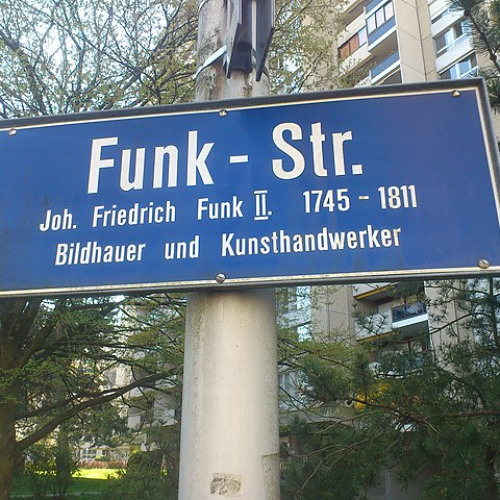 Funk - Str.
Joh. Friedrich Funk II. 1745 - 1811
Bildhauer und Kunsthandwerker